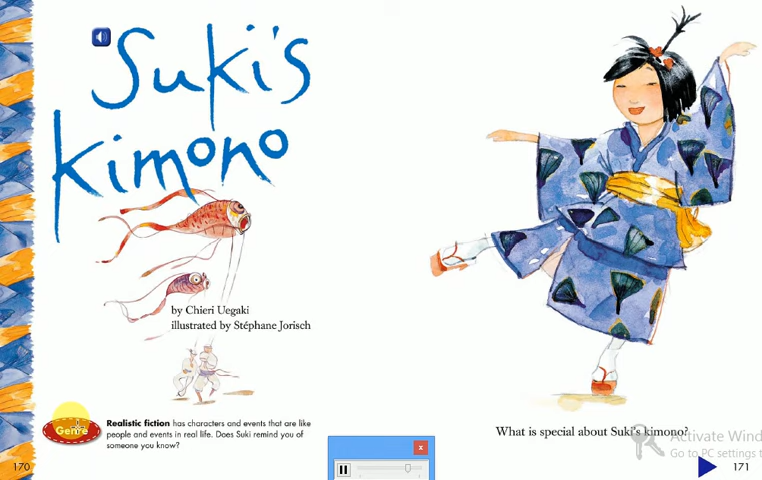 Suki's
kimono
by Chieri Uegaki
illustrated by Stéphane Jorisch
Genre
Realistic fiction has characters and events that are like
people and events in real life. Does Suki remind you of
someone you know?
170
What is special about Suki's kimono?
Activate Wind
Go to PC settings t
171